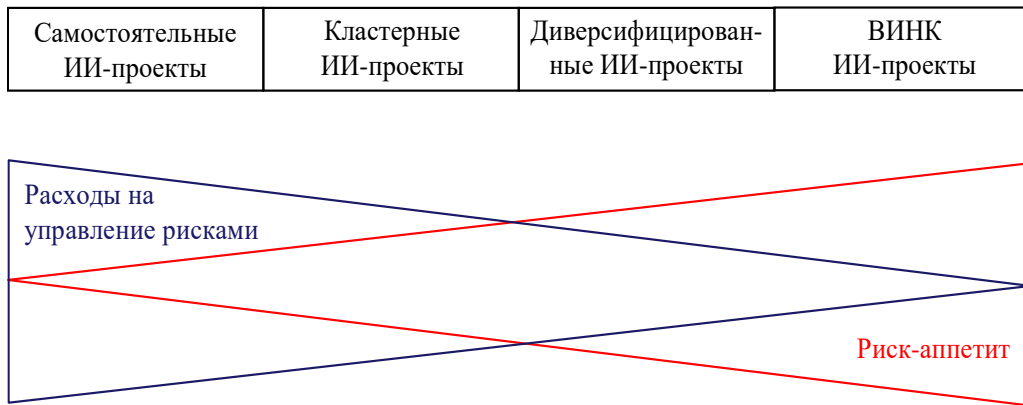 Самостоятельные
ИИ-проекты
Кластерные
ИИ-проекты
Диверсифицирован-
ные ИИ-проекты
ВИНК
ИИ-проекты
Расходы на
управление рисками
Риск-аппетит